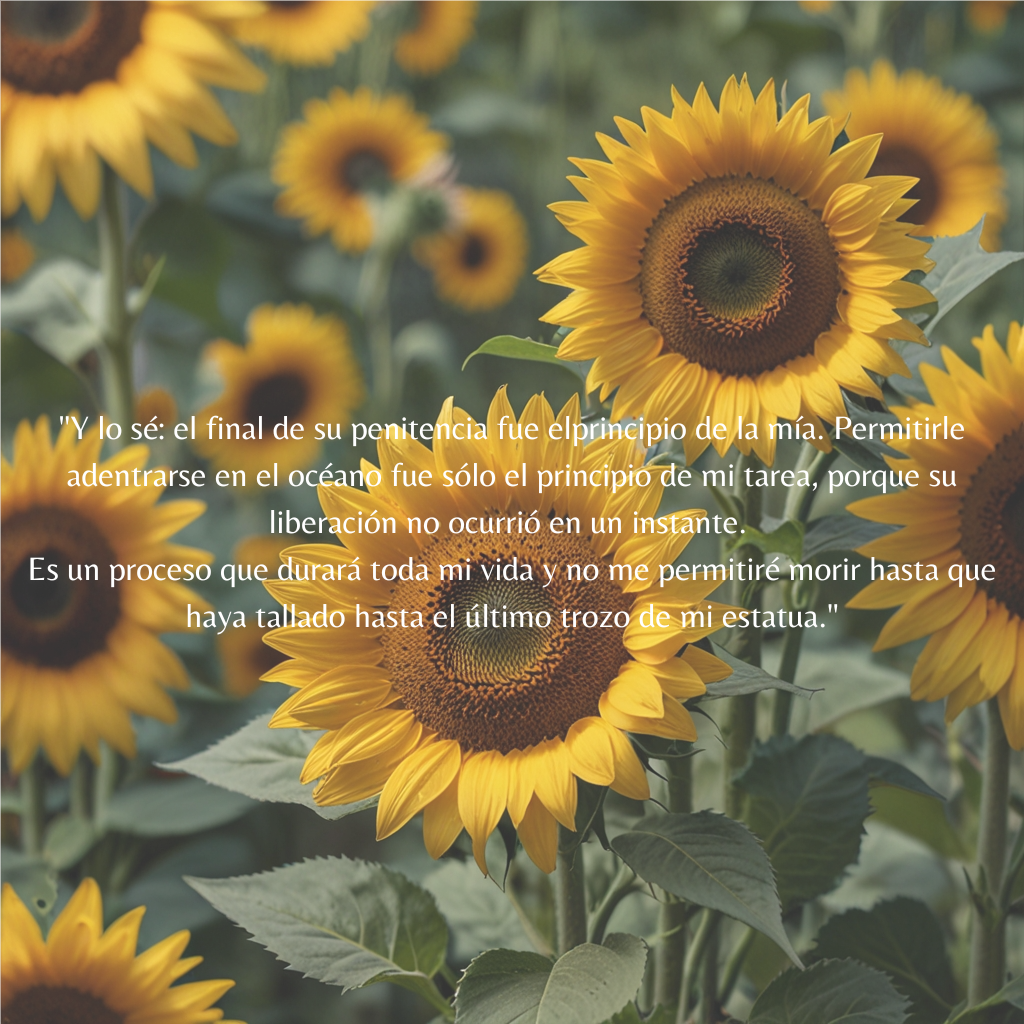 "Y lo sé: el final de su penitencia fue elprincipio de la mía. Permitirle
adentrarse en el océano fue sólo el principio de mi tarea, porque su
liberación no ocurrió en un instante.
Es un proceso que durará toda mi vida y no me permitiré morir hasta que
haya tallado hasta el último trozo de mi estatua."